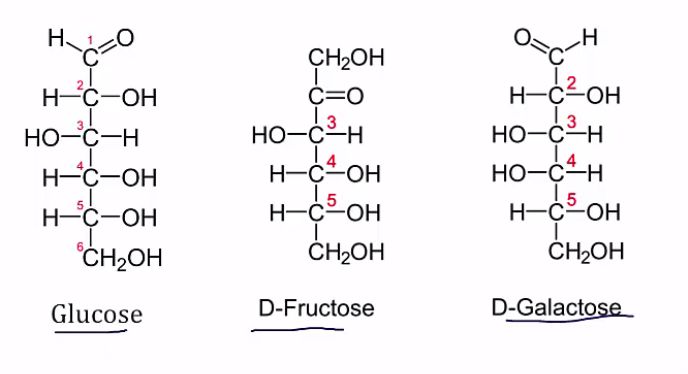 H 1 O
C
2
H-C-OH
3
HO-C-H
4
H-C-OH
5
H-C-OH
6
CH₂OH
Glucose
CH₂OH
C=O
3
HO-C-H
4
H-C-OH
5
H-C-OH
CH₂OH
D-Fructose
O H
C
2
H-C-OH
3
HO-C-H
4
HO-C-H
5
H-C-OH
CH₂OH
D-Galactose